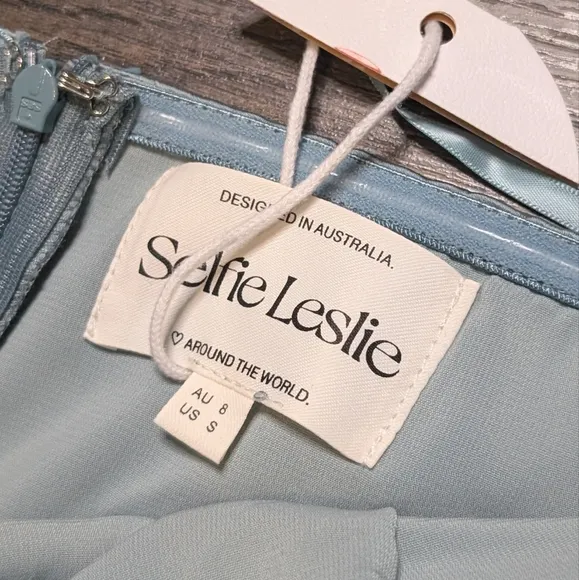 DESIGNED IN AUSTRALIA.
Selfie Leslie
♡ AROUND THE WORLD.
AU 8
US S